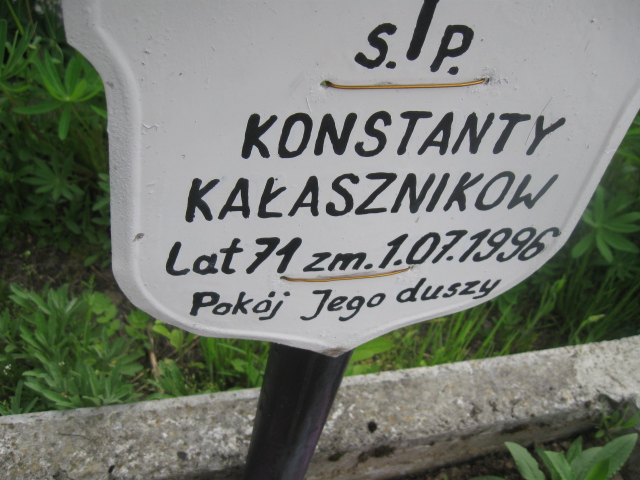 S. P.
KONSTANTY
KAŁASZNIKOW
Lat 71 zm. 1.07.1996
Pokój Jego duszy